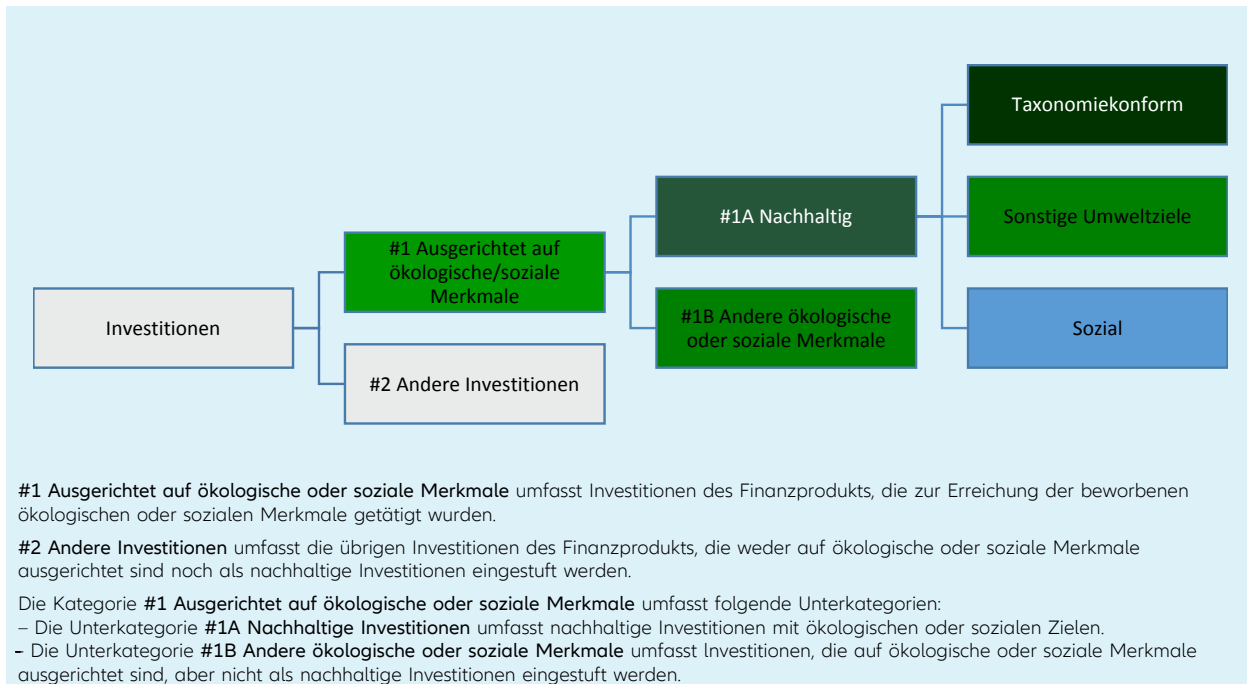 Taxonomiekonform
#1A Nachhaltig
Sonstige Umweltziele
#1 Ausgerichtet auf
ökologische/soziale
Merkmale
Investitionen
#1B Andere ökologische
oder soziale Merkmale
Sozial
#2 Andere Investitionen
#1 Ausgerichtet auf ökologische oder soziale Merkmale umfasst Investitionen des Finanzprodukts, die zur Erreichung der beworbenen
ökologischen oder sozialen Merkmale getätigt wurden.
#2 Andere Investitionen umfasst die übrigen Investitionen des Finanzprodukts, die weder auf ökologische oder soziale Merkmale
ausgerichtet sind noch als nachhaltige Investitionen eingestuft werden.
Die Kategorie #1 Ausgerichtet auf ökologische oder soziale Merkmale umfasst folgende Unterkategorien:
– Die Unterkategorie #1A Nachhaltige Investitionen umfasst nachhaltige Investitionen mit ökologischen oder sozialen Zielen.
- Die Unterkategorie #1B Andere ökologische oder soziale Merkmale umfasst Investitionen, die auf ökologische oder soziale Merkmale
ausgerichtet sind, aber nicht als nachhaltige Investitionen eingestuft werden.